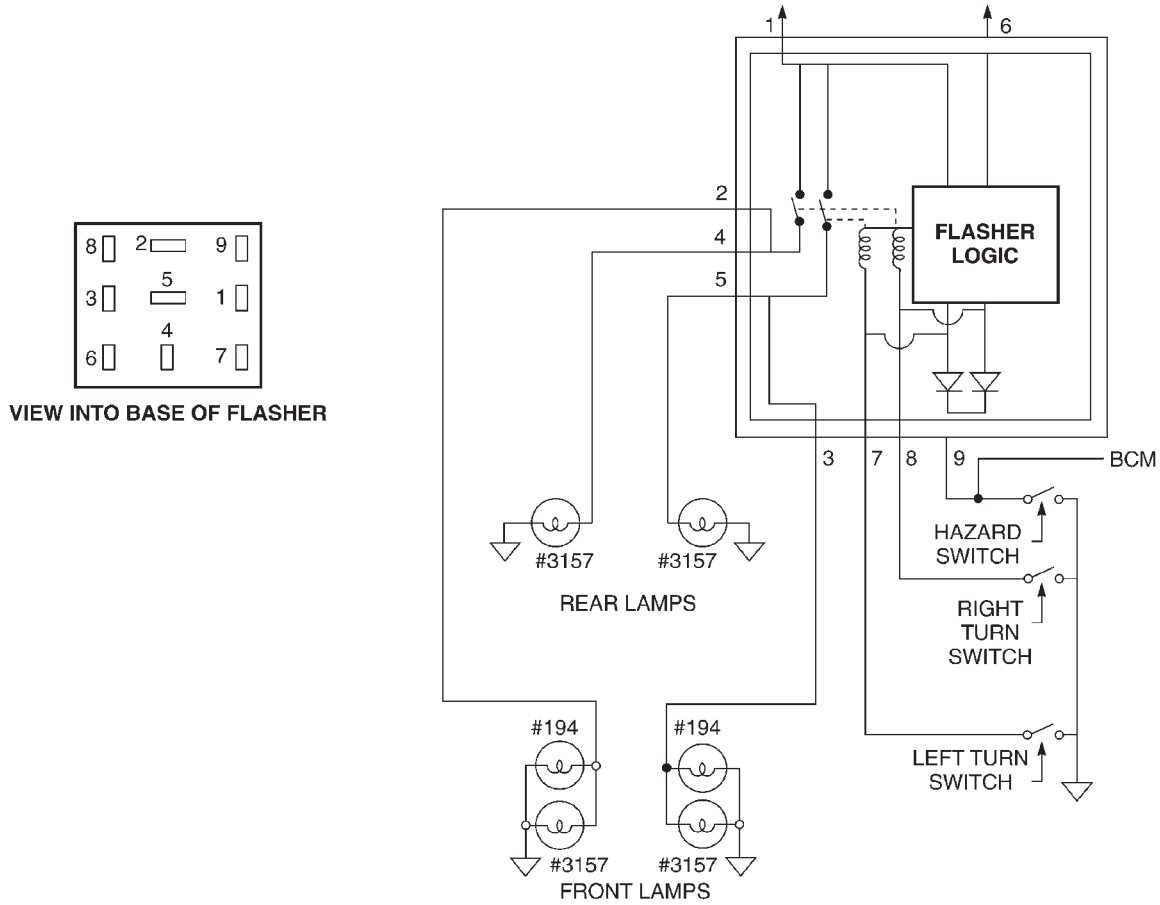 1
6
2
4
5
FLASHER
LOGIC
8
2
9
5
3
1
4
6
7
VIEW INTO BASE OF FLASHER
3
7
8
9
BCM
HAZARD
SWITCH
#3157
#3157
REAR LAMPS
RIGHT
TURN
SWITCH
#194
#194
LEFT TURN
SWITCH
#3157
#3157
FRONT LAMPS